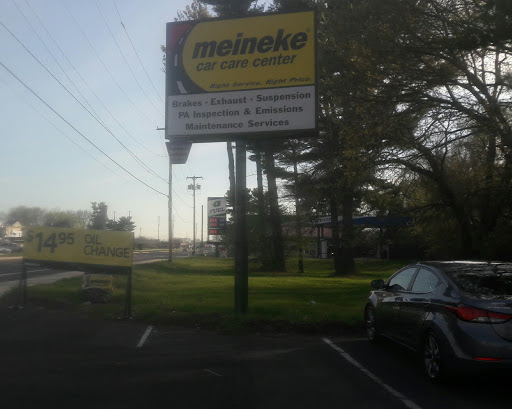 meineke
car care center
Right Service. Right Price.
Brakes • Exhaust • Suspension
PA Inspection & Emissions
Maintenance Services
$14.95 OIL
CHANGE